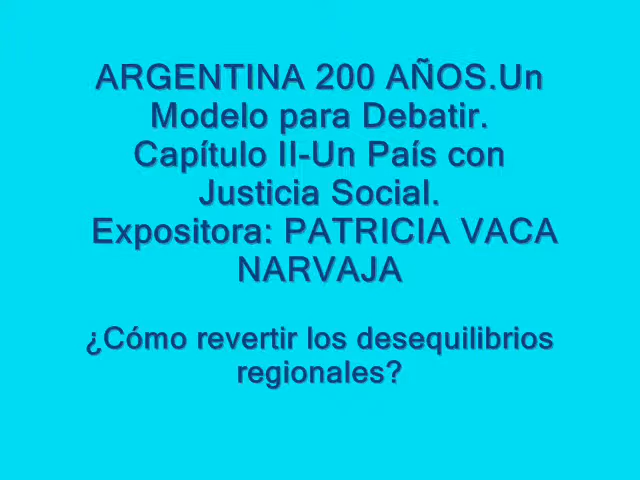 ARGENTINA 200 AÑOS.Un
Modelo para Debatir.
Capítulo II-Un País con
Justicia Social.
Expositora: PATRICIA VACA
NARVAJA
¿Cómo revertir los desequilibrios
regionales?